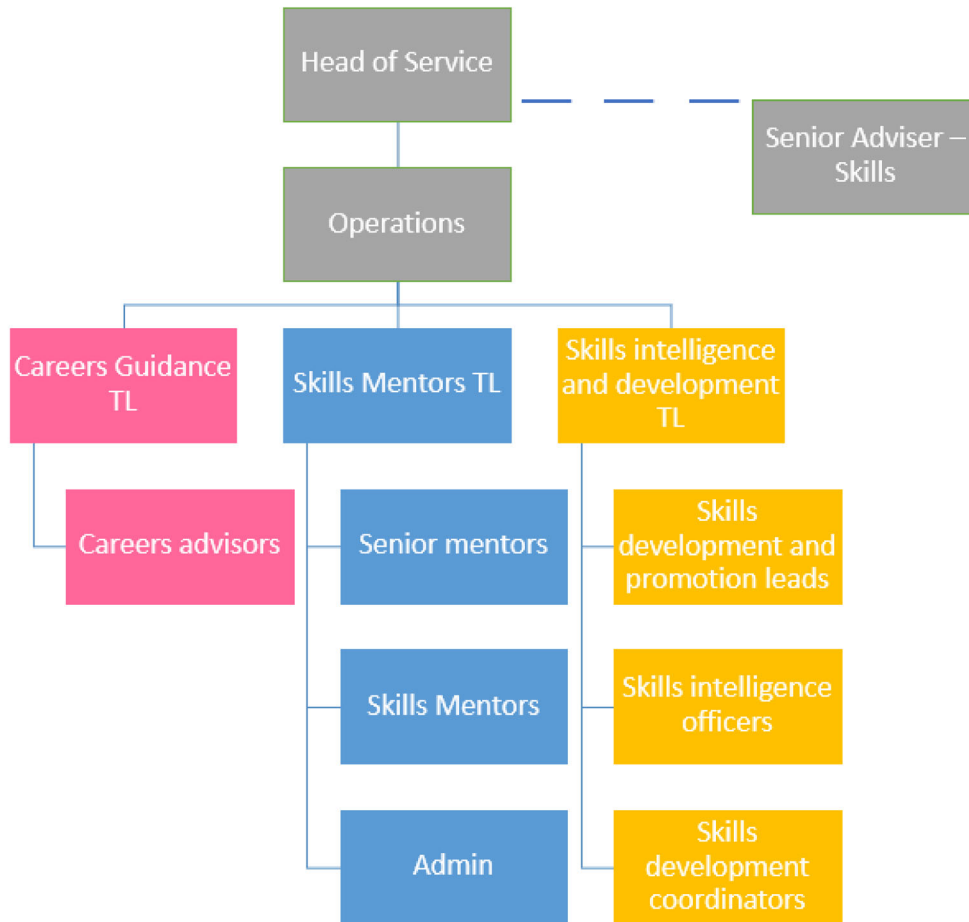 Head of Service
Senior Adviser –
Skills
Operations
Careers Guidance
TL
Skills Mentors TL
Skills intelligence
and development
TL
Careers advisors
Senior mentors
Skills
development and
promotion leads
Skills Mentors
Skills intelligence
officers
Admin
Skills
development
coordinators